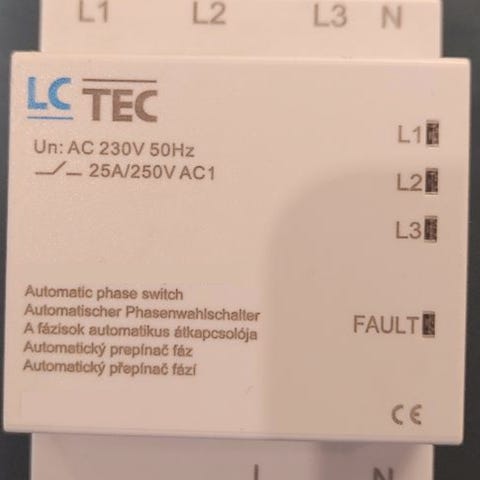 L1 L2 L3 N
LC TEC
Un: AC 230V 50Hz
25A/250V AC1
L1
L2
L3
Automatic phase switch
Automatischer Phasenwahlschalter
A fázisok automatikus átkapcsolója
Automatický prepínač fáz
Automatický přepínač fází
FAULT
CE
L N